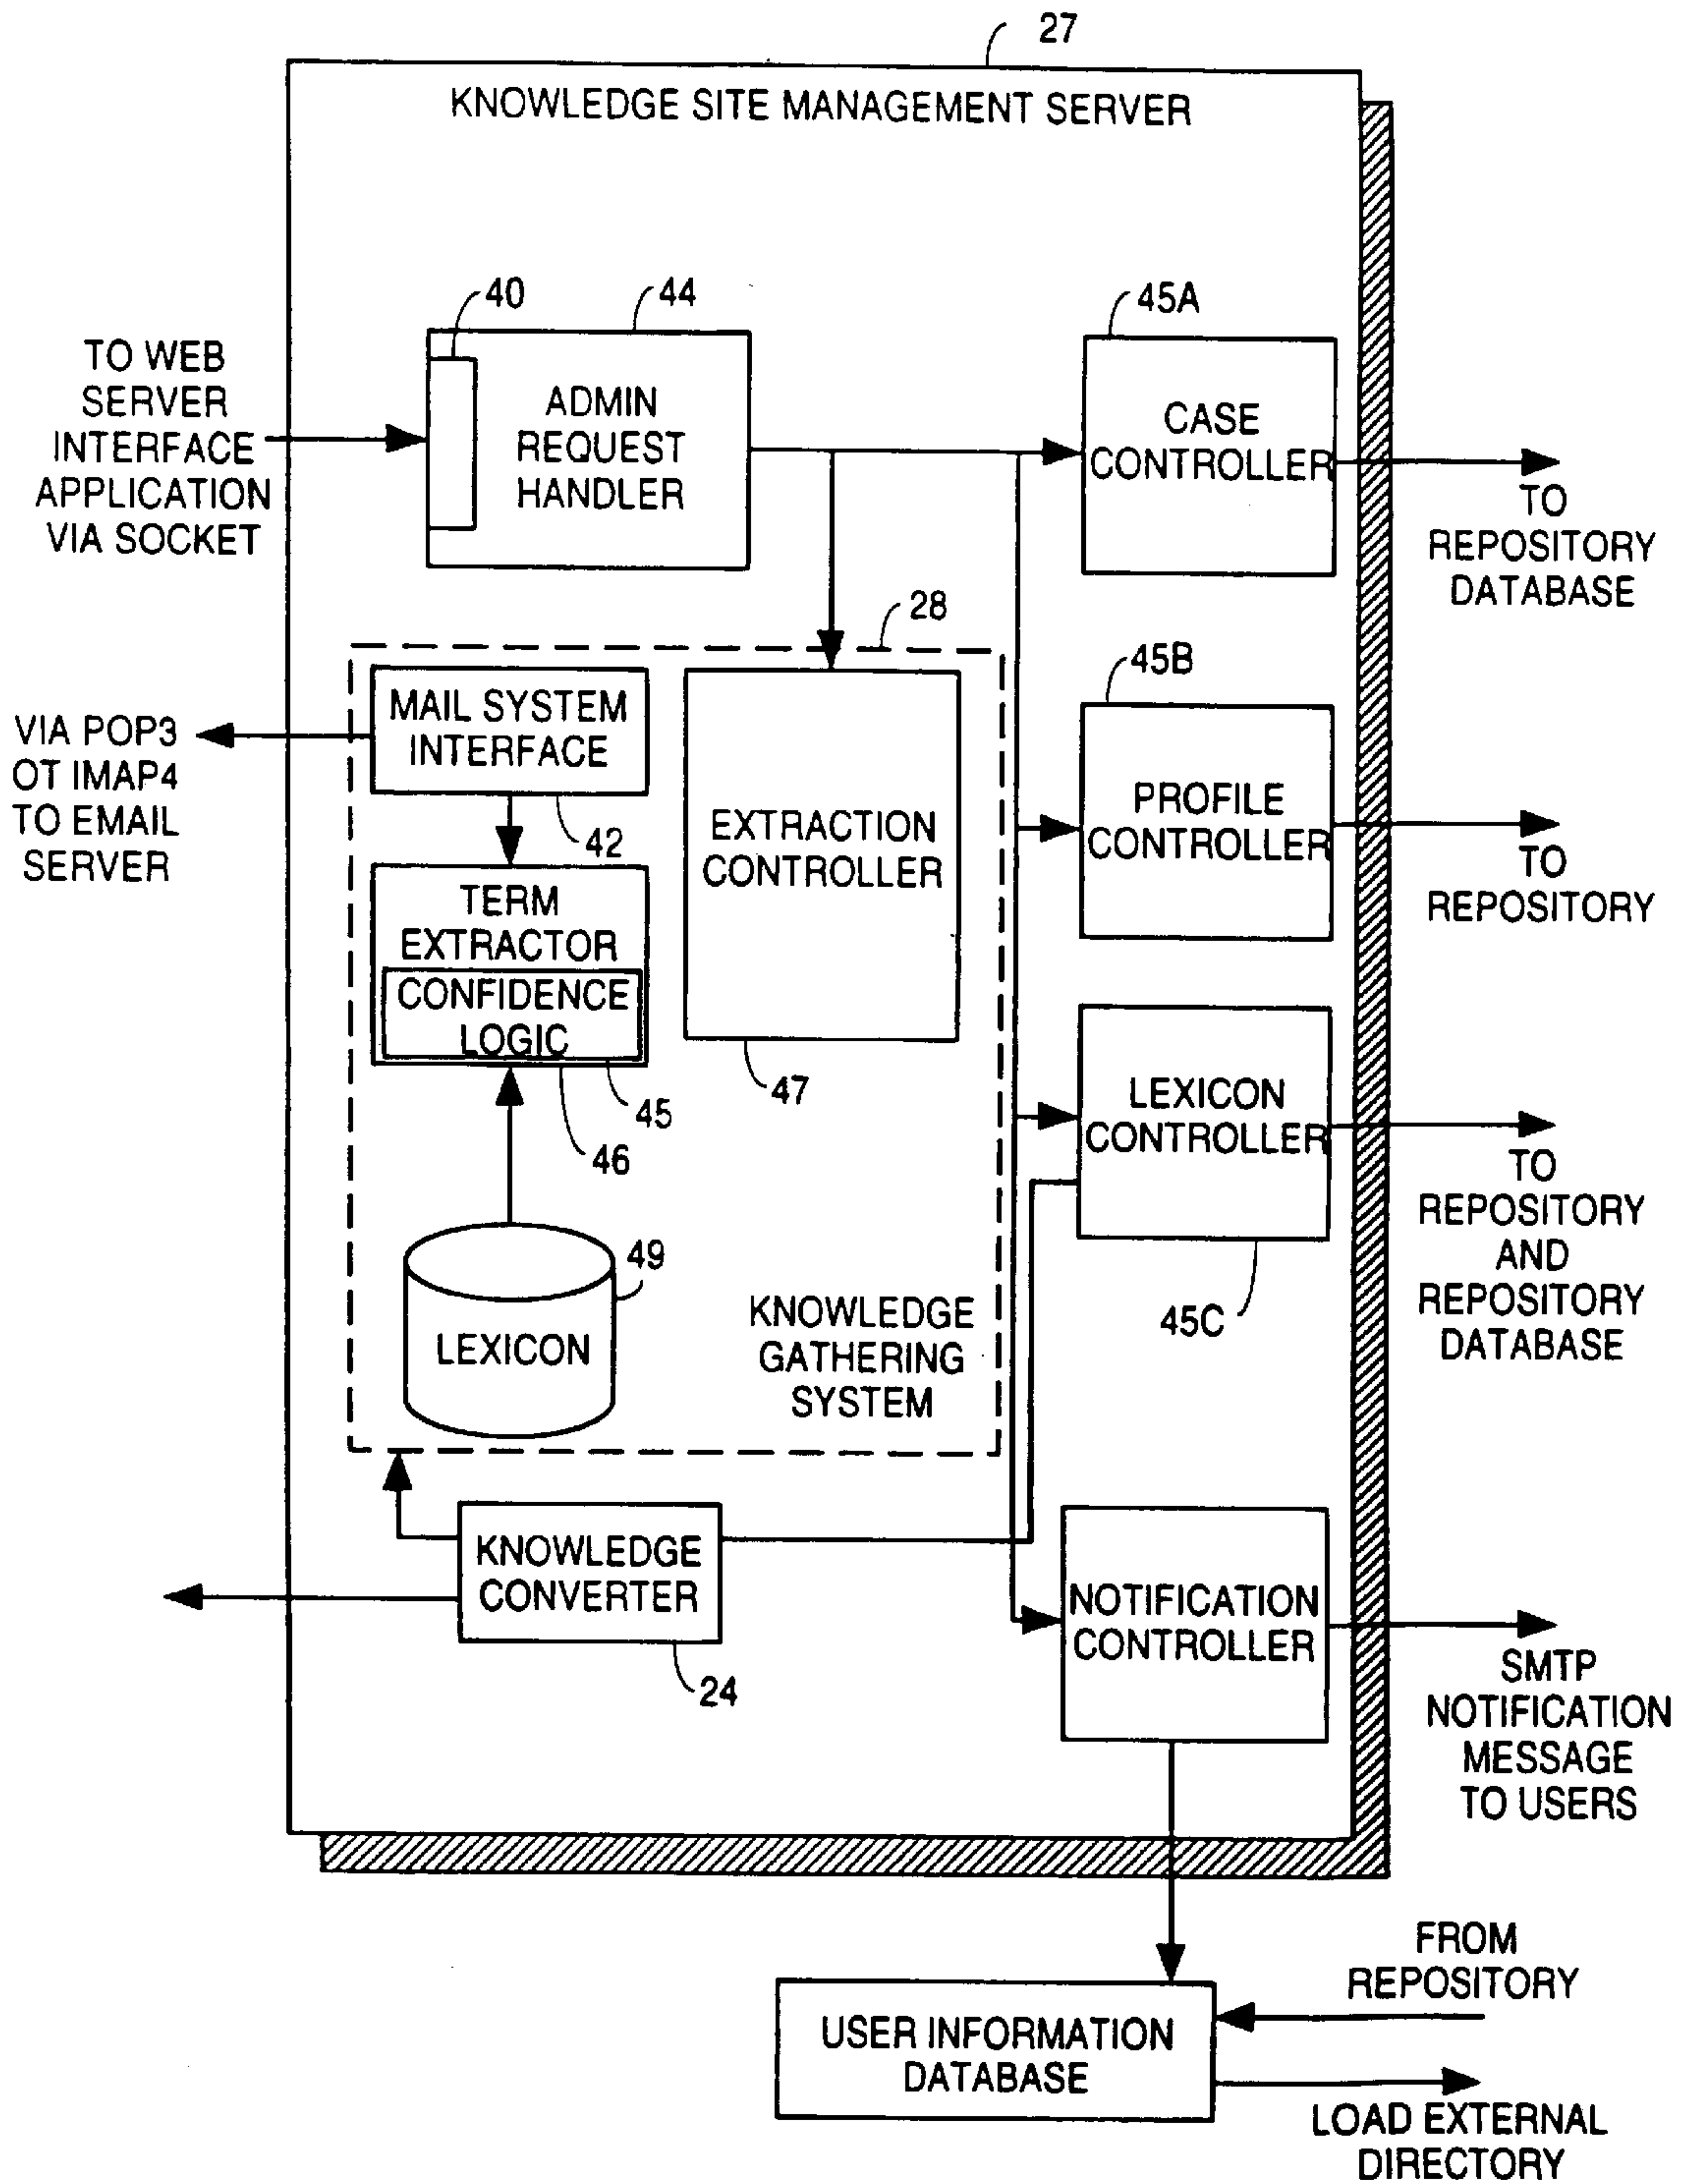 27
KNOWLEDGE SITE MANAGEMENT SERVER
40
44
45A
TO WEB
SERVER
INTERFACE
APPLICATION
VIA SOCKET
ADMIN
REQUEST
HANDLER
CASE
CONTROLLER
TO
REPOSITORY
DATABASE
28
45B
MAIL SYSTEM
INTERFACE
VIA POP3
OT IMAP4
TO EMAIL
SERVER
42
EXTRACTION
CONTROLLER
PROFILE
CONTROLLER
TO
REPOSITORY
TERM
EXTRACTOR
CONFIDENCE
LOGIC
47
45
46
LEXICON
CONTROLLER
TO
REPOSITORY
AND
REPOSITORY
DATABASE
45C
49
LEXICON
KNOWLEDGE
GATHERING
SYSTEM
KNOWLEDGE
CONVERTER
24
NOTIFICATION
CONTROLLER
SMTP
NOTIFICATION
MESSAGE
TO USERS
FROM
REPOSITORY
USER INFORMATION
DATABASE
LOAD EXTERNAL
DIRECTORY